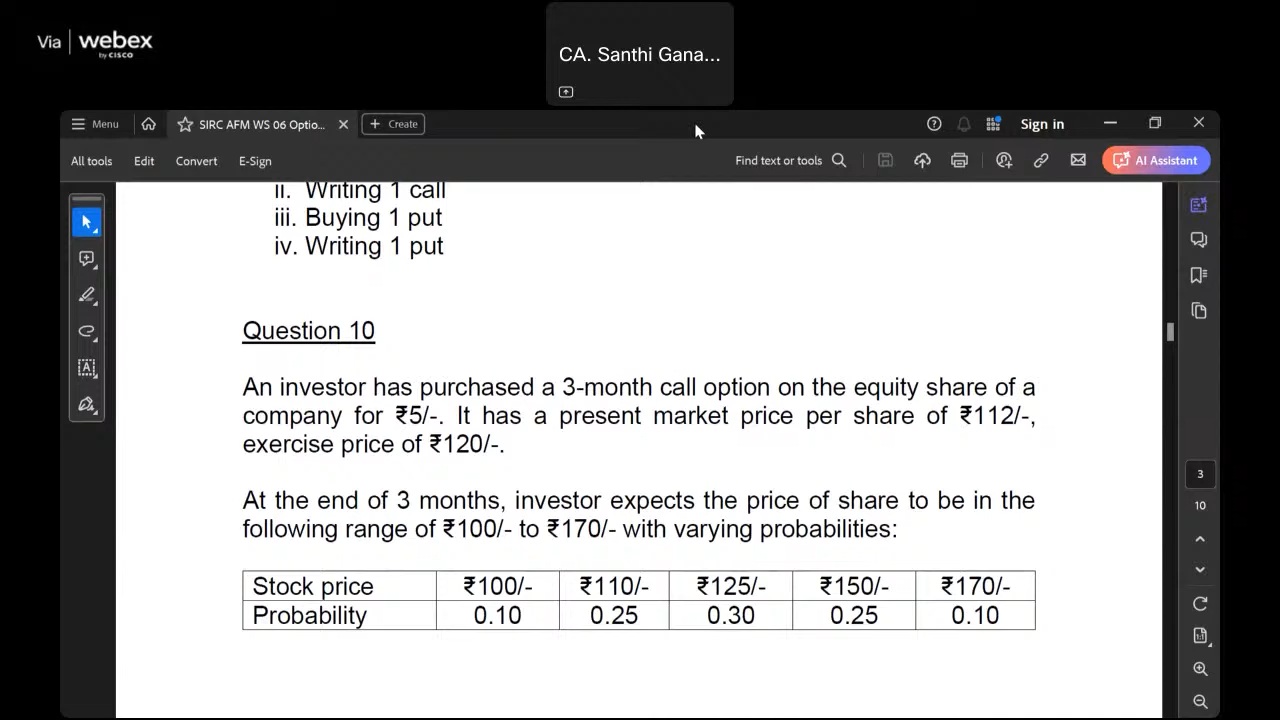 Via | webex
by CISCO
CA. Santhi Gana...
Menu
SIRC AFM WS 06 Optio...
+ Create
Sign in
All tools Edit Convert E-Sign
Find text or tools
AI Assistant
ii. Writing 1 call
iii. Buying 1 put
iv. Writing 1 put
Question 10
An investor has purchased a 3-month call option on the equity share of a
company for ₹5/-. It has a present market price per share of ₹112/-,
exercise price of ₹120/-.
At the end of 3 months, investor expects the price of share to be in the
following range of ₹100/- to ₹170/- with varying probabilities:
Stock price ₹100/- ₹110/- ₹125/- ₹150/- ₹170/-
Probability 0.10 0.25 0.30 0.25 0.10
3
10